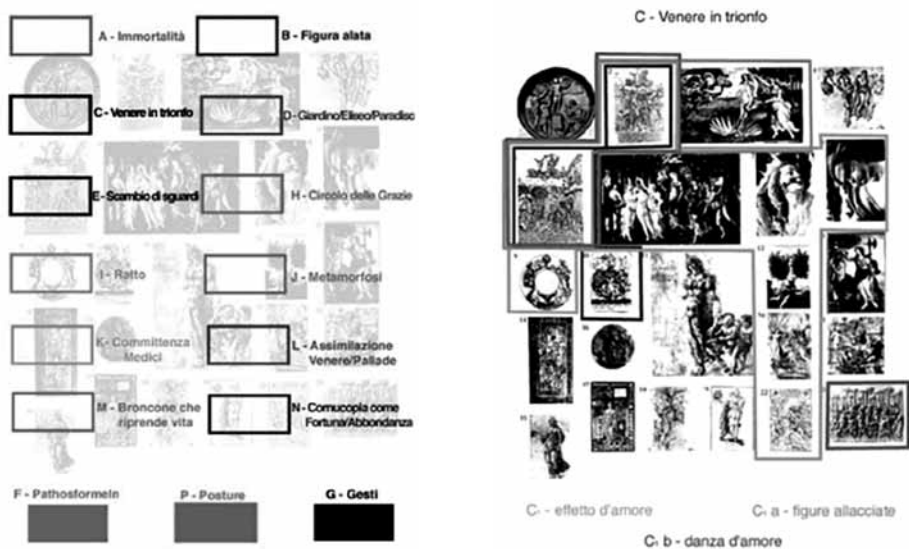 A - Immortalità
B - Figura alata
C - Venere in trionfo
D - Giardino/Eliseo/Paradiso
E - Scambio di sguardi
H - Circolo delle Grazie
I - Ratto
J - Metamorfosi
K- Committenza
Medici
L - Assimilazione
Venere/Pallade
M - Broncone che
riprende vita
N - Cornucopia come
Fortuna/Abbondanza
F - Pathosformeln
P - Posture
G - Gesti
C - Venere in trionfo
- effetto d'amore
a - figure allacciate
b - danza d'amore